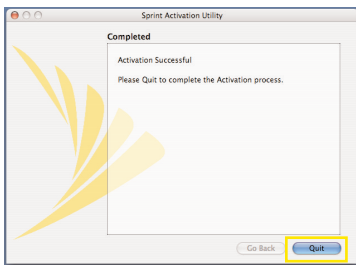 Sprint Activation Utility
Completed
Activation Successful
Please Quit to complete the Activation process.
Go Back
Quit